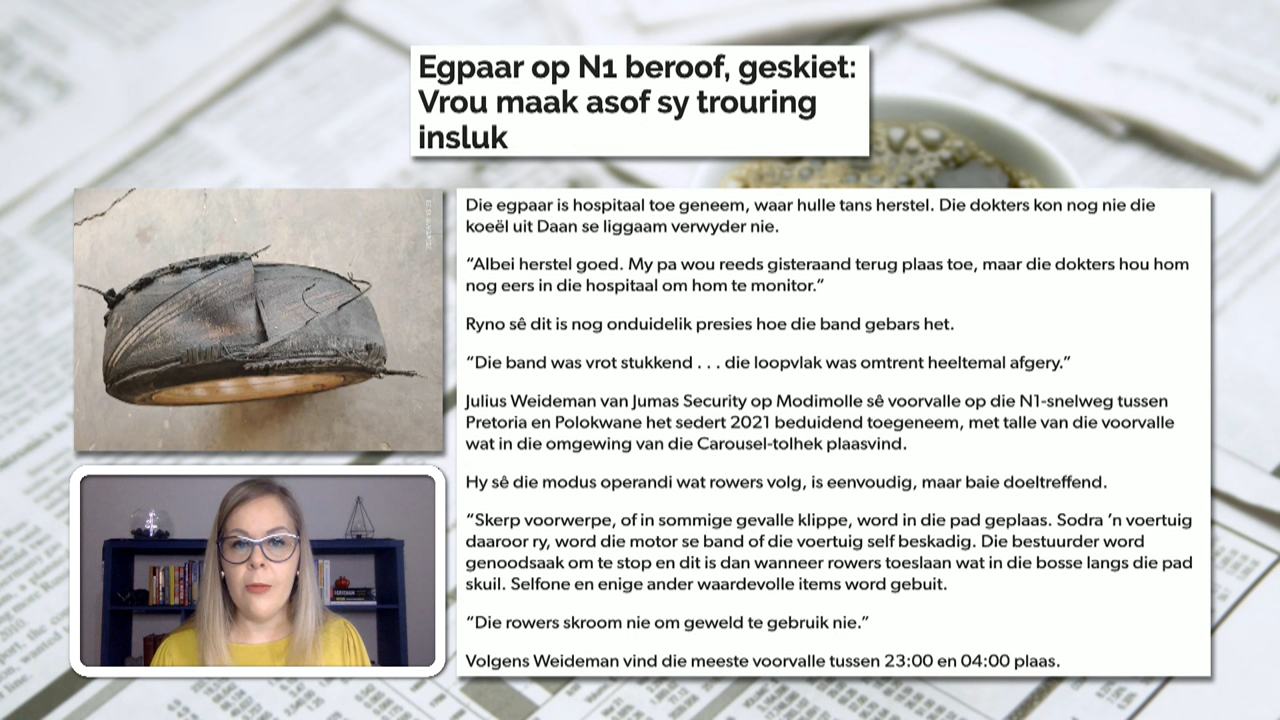 Egpaar op N1 beroof, geskiet:
Vrou maak asof sy trouring
insluk
Die egpaar is hospitaal toe geneem, waar hulle tans herstel. Die dokters kon nog nie die
koeël uit Daan se liggaam verwyder nie.
“Albei herstel goed. My pa wou reeds gisteraand terug plaas toe, maar die dokters hou hom
nog eers in die hospitaal om hom te monitor.”
Ryno sê dit is nog onduidelik presies hoe die band gebars het.
“Die band was vrot stukkend . . . die loopvlak was omtrent heeltemal afgery.”
Julius Weideman van Jumas Security op Modimolle sê voorvalle op die N1-snelweg tussen
Pretoria en Polokwane het sedert 2021 beduidend toegeneem, met talle van die voorvalle
wat in die omgewing van die Carousel-tolhek plaasvind.
Hy sê die modus operandi wat rowers volg, is eenvoudig, maar baie doeltreffend.
“Skerp voorwerpe, of in sommige gevalle klippe, word in die pad geplaas. Sodra ’n voertuig
daaroor ry, word die motor se band of die voertuig self beskadig. Die bestuurder word
genoodsaak om te stop en dit is dan wanneer rowers toeslaan wat in die bosse langs die pad
skuil. Selfone en enige ander waardevolle items word gebuit.
“Die rowers skroom nie om geweld te gebruik nie.”
Volgens Weideman vind die meeste voorvalle tussen 23:00 en 04:00 plaas.